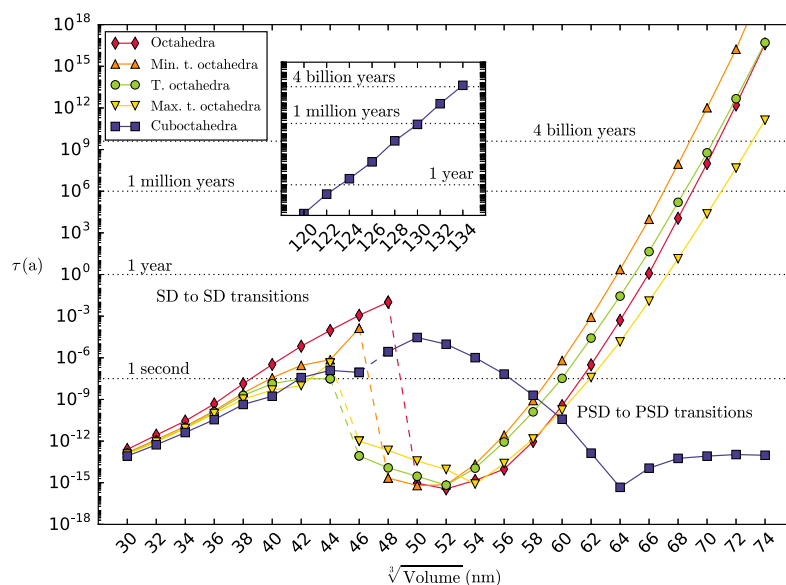 10^18
10^15
10^12
10^9
10^6
10^3
10^0
10^-3
10^-6
10^-9
10^-12
10^-15
10^-18
τ(a)
Octahedra
Min. t. octahedra
T. octahedra
Max. t. octahedra
Cuboctahedra
4 billion years
1 million years
1 year
120 122 124 126 128 130 132 134
4 billion years
1 million years
1 year
SD to SD transitions
1 second
PSD to PSD transitions
30 32 34 36 38 40 42 44 46 48 50 52 54 56 58 60 62 64 66 68 70 72 74
∛Volume (nm)